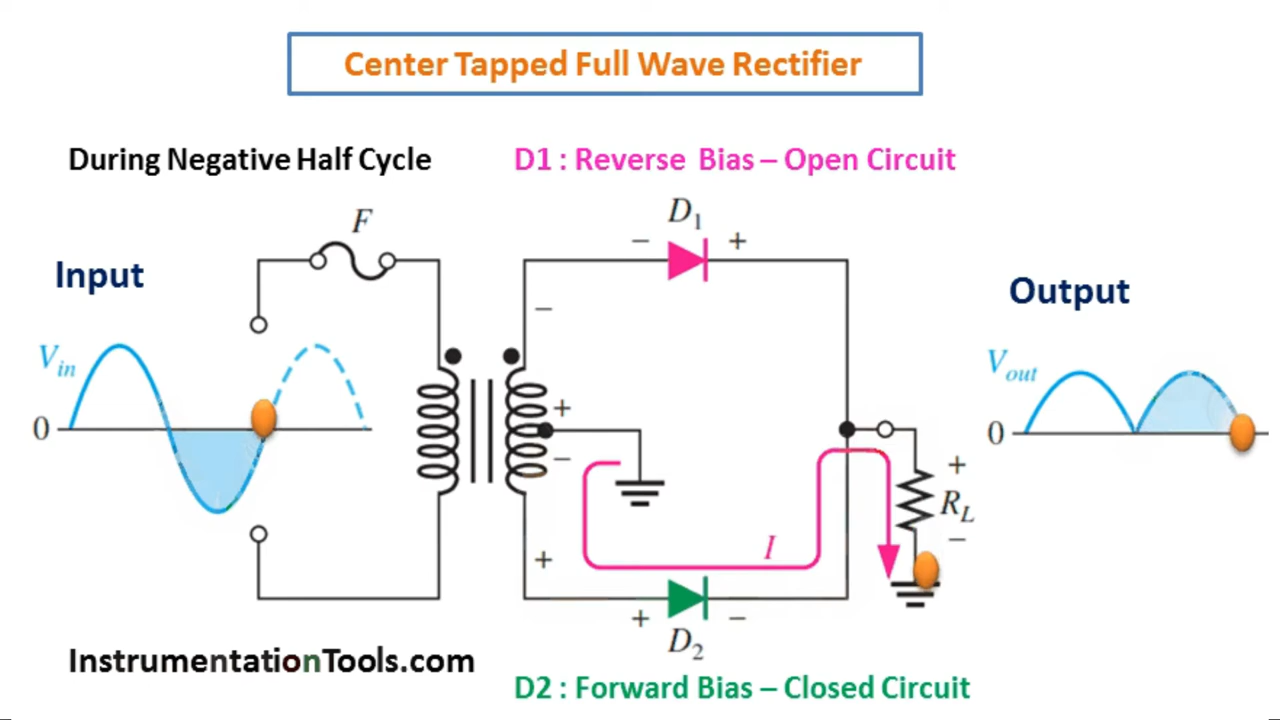 Center Tapped Full Wave Rectifier
During Negative Half Cycle
D1 : Reverse Bias – Open Circuit
F
D1
− +
Input
Output
−
Vin
Vout
+
0
0
−
+
RL
−
+
I
+ −
D2
InstrumentationTools.com
D2 : Forward Bias – Closed Circuit